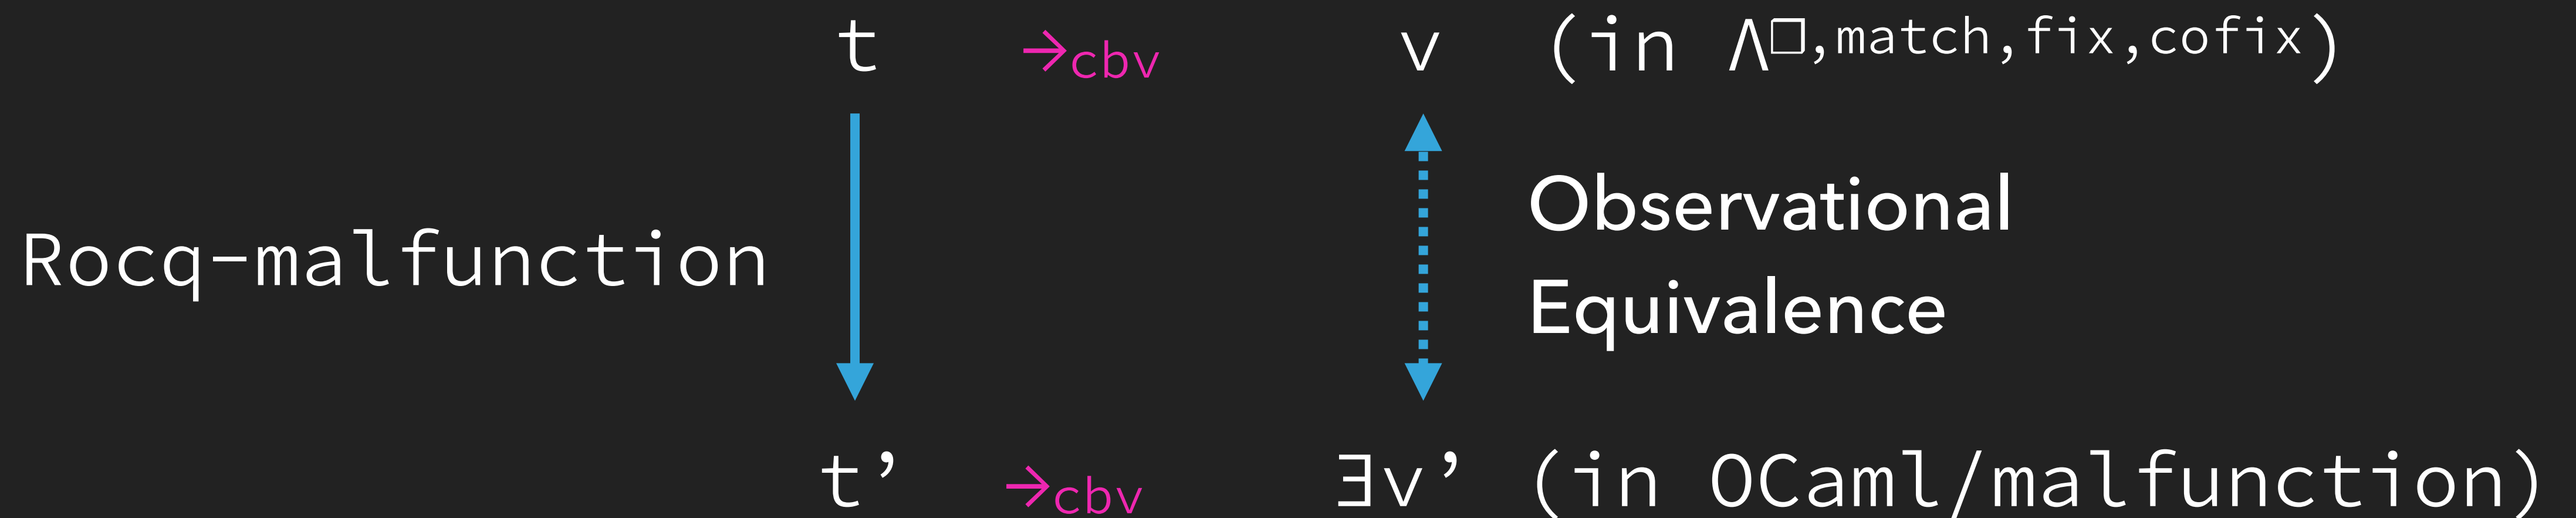 t →cbv v (in Λ□,match,fix,cofix)
Observational
Rocq-malfunction
Equivalence
t’ →cbv ∃v’ (in OCaml/malfunction)